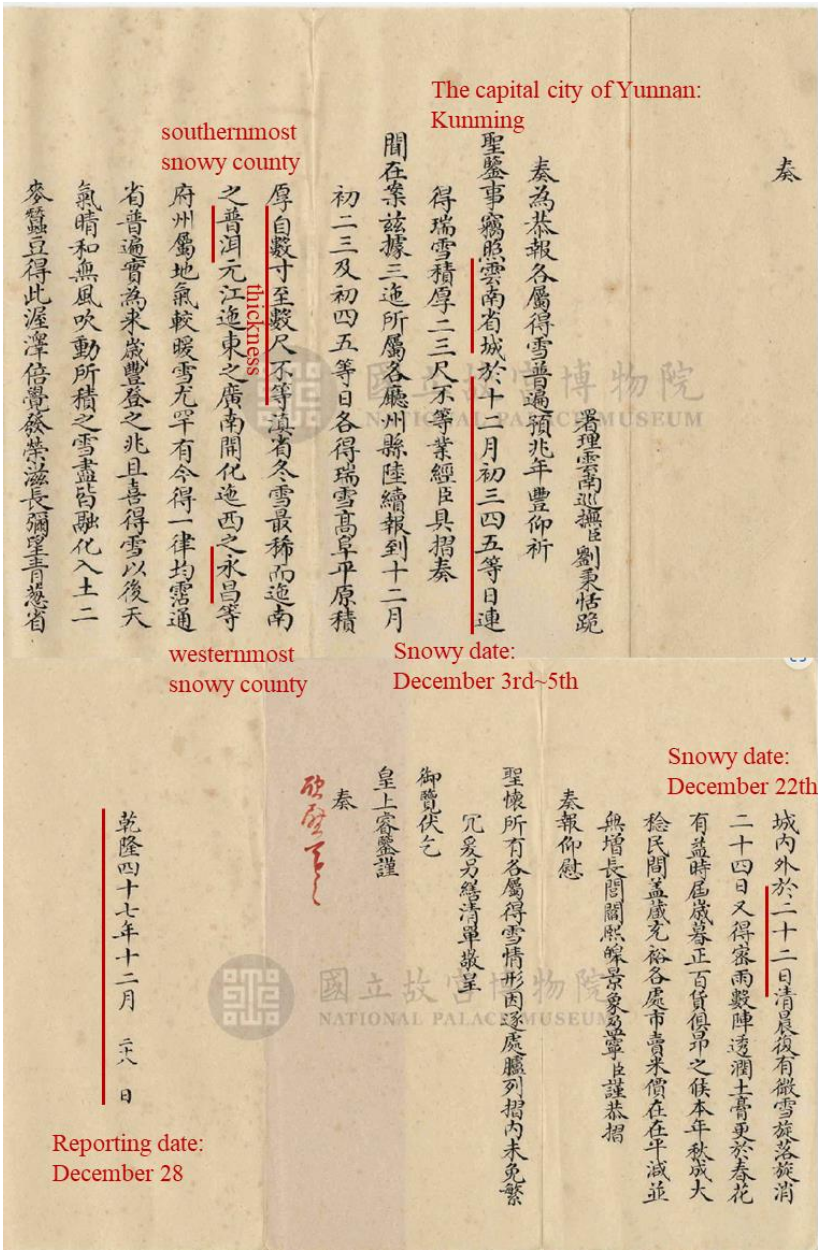 The capital city of Yunnan:
Kunming
southernmost
snowy county
奏
署理雲南巡撫臣劉秉恬跪
奏為恭報各屬得雪普遍預兆年豐仰祈
聖鑒事竊照雲南省城於十二月初三四五等日連
得瑞雪積厚二三尺不等業經臣具摺奏
聞在案茲據三迤所屬各廳州縣陸續報到十二月
初二三及初四五等日各得瑞雪高阜平原積
厚自數寸至數尺不等滇省冬雪最稀而迤南
thickness
之普洱元江迤東之廣南開化迤西之永昌等
府州屬地氣較暖雪尤罕有今得一律均霑通
省普遍實為来歲豐登之兆且喜得雪以後天
氣晴和無風吹動所積之雪盡皆融化入土二
麥蠶豆得此渥澤倍覺發榮滋長彌望青蔥省
國立故宮博物院
NATIONAL PALACE MUSEUM
westernmost
snowy county
Snowy date:
December 3rd~5th
Snowy date:
December 22th
城內外於二十二日清晨復有微雪旋落旋消
二十四日又得密雨數陣透潤土膏更於春花
有益時屆歲暮正百貨俱昂之候本年秋成大
稔民間蓋藏充裕各處市賣米價在在平減並
無增長閭閻熙皞景象盈寧臣謹恭摺
奏報仰慰
聖懷所有各屬得雪情形因逐處臚列摺內未免繁
冗爰另繕清單敬呈
御覽伏乞
皇上睿鑒謹
奏
欣慰
乾隆四十七年十二月 二十八 日
國立故宮博物院
NATIONAL PALACE MUSEUM
Reporting date:
December 28